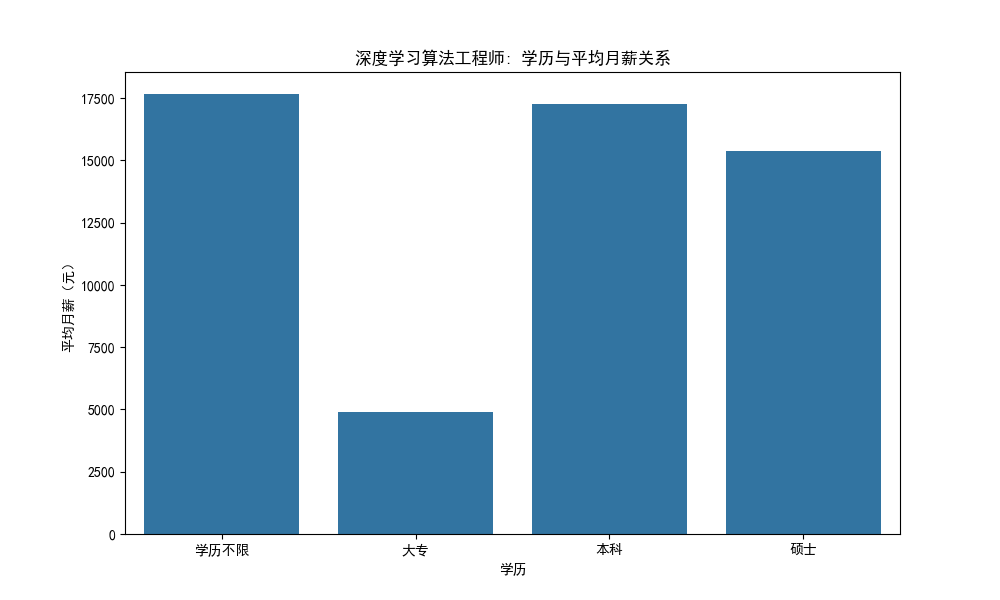 深度学习算法工程师: 学历与平均月薪关系
平均月薪（元）
17500
15000
12500
10000
7500
5000
2500
0
学历不限
大专
本科
硕士
学历